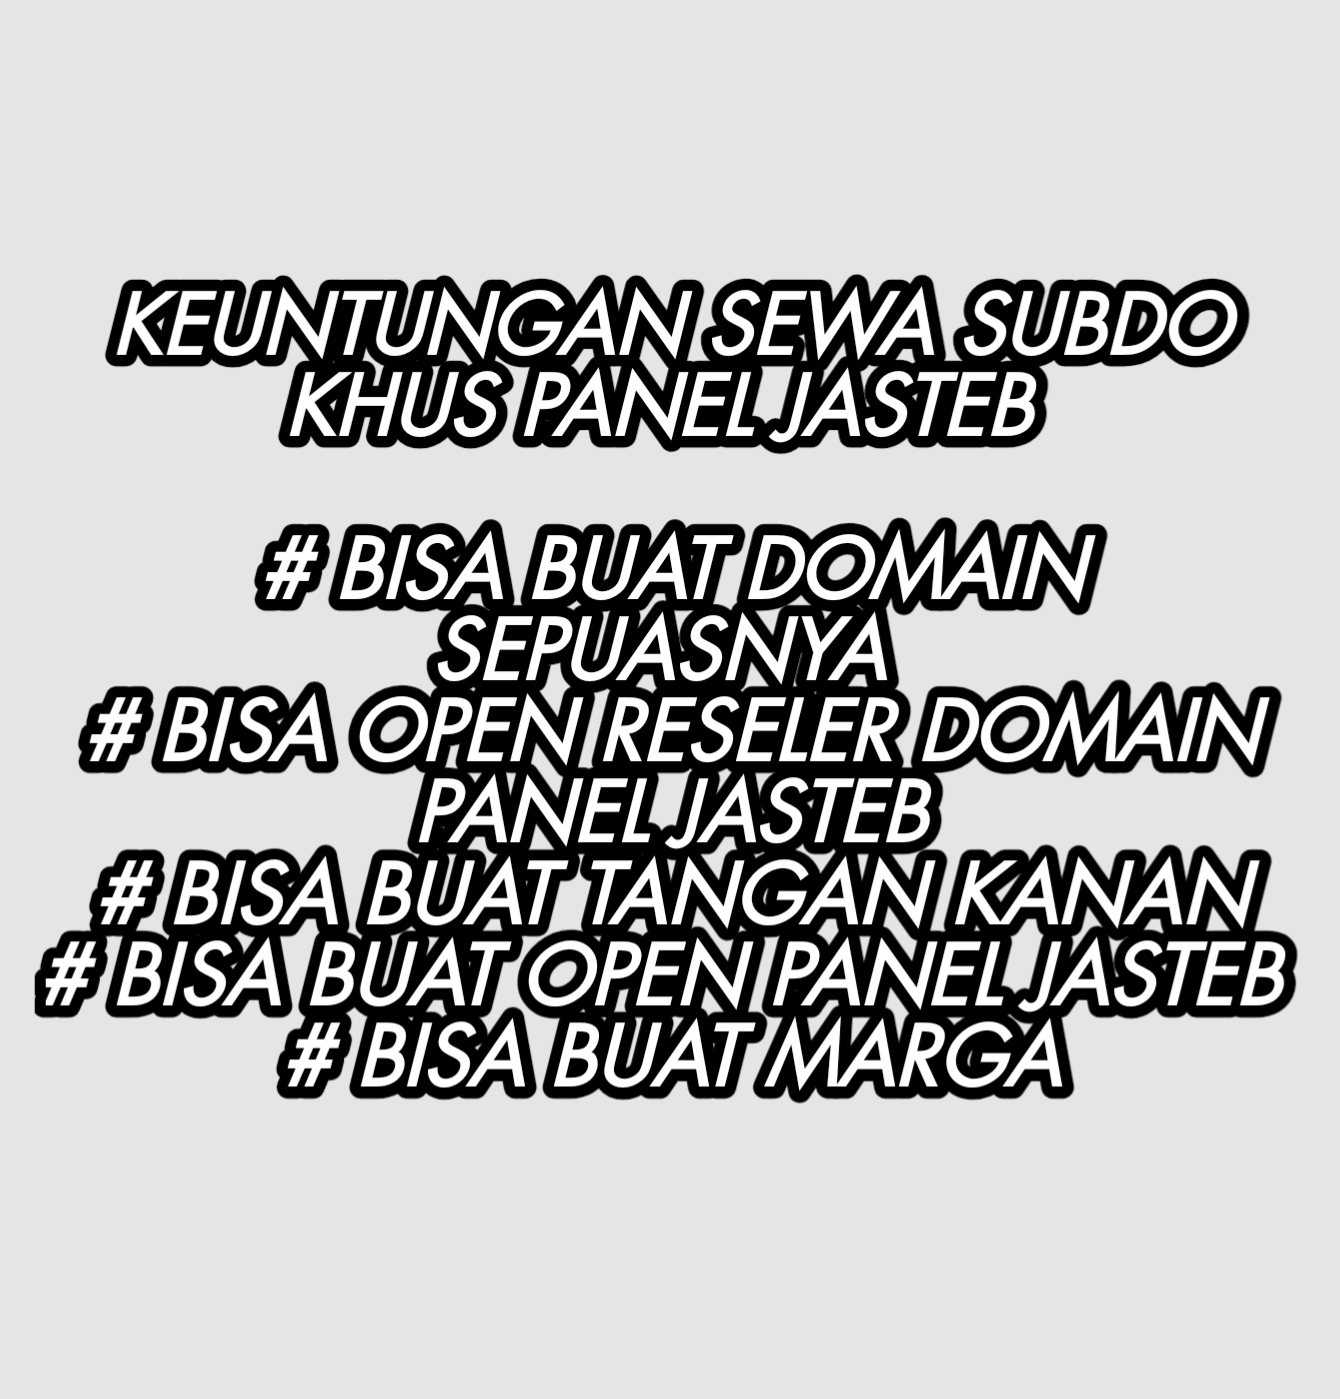 KEUNTUNGAN SEWA SUBDO
KHUS PANEL JASTEB
# BISA BUAT DOMAIN
SEPUASNYA
# BISA OPEN RESELER DOMAIN
PANEL JASTEB
# BISA BUAT TANGAN KANAN
# BISA BUAT OPEN PANEL JASTEB
# BISA BUAT MARGA